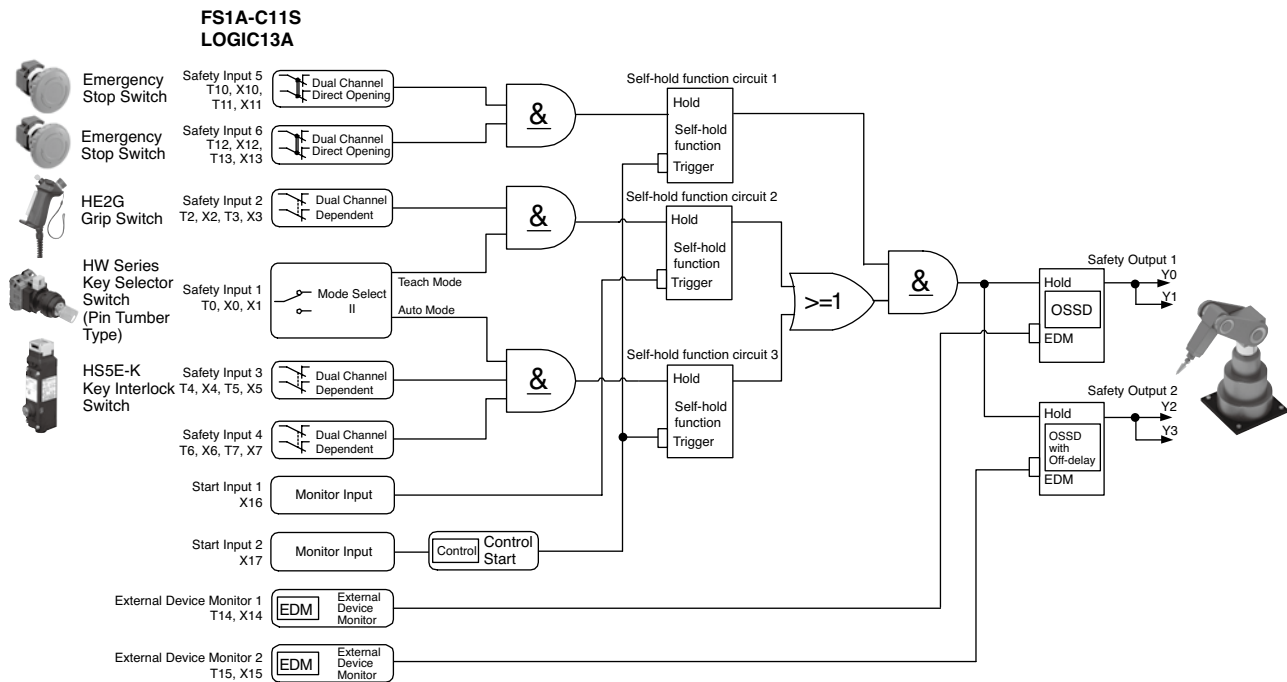 FS1A-C11S
LOGIC13A
Emergency
Stop Switch
Safety Input 5
T10, X10,
T11, X11
Dual Channel
Direct Opening
&
Self-hold function circuit 1
Hold
Self-hold
function
Trigger
Emergency
Stop Switch
Safety Input 6
T12, X12,
T13, X13
Dual Channel
Direct Opening
HE2G
Grip Switch
Safety Input 2
T2, X2, T3, X3
Dual Channel
Dependent
&
Self-hold function circuit 2
Hold
Self-hold
function
Trigger
HW Series
Key Selector
Switch
(Pin Tumber
Type)
Safety Input 1
T0, X0, X1
Mode Select
II
Teach Mode
Auto Mode
>=1
&
Safety Output 1
Hold
OSSD
EDM
Y0
Y1
HS5E-K
Key Interlock
Switch
Safety Input 3
T4, X4, T5, X5
Dual Channel
Dependent
&
Self-hold function circuit 3
Hold
Self-hold
function
Trigger
Safety Output 2
Hold
OSSD
with
Off-delay
EDM
Y2
Y3
Safety Input 4
T6, X6, T7, X7
Dual Channel
Dependent
Start Input 1
X16
Monitor Input
Start Input 2
X17
Monitor Input
Control
Control
Start
External Device Monitor 1
T14, X14
EDM
External
Device
Monitor
External Device Monitor 2
T15, X15
EDM
External
Device
Monitor